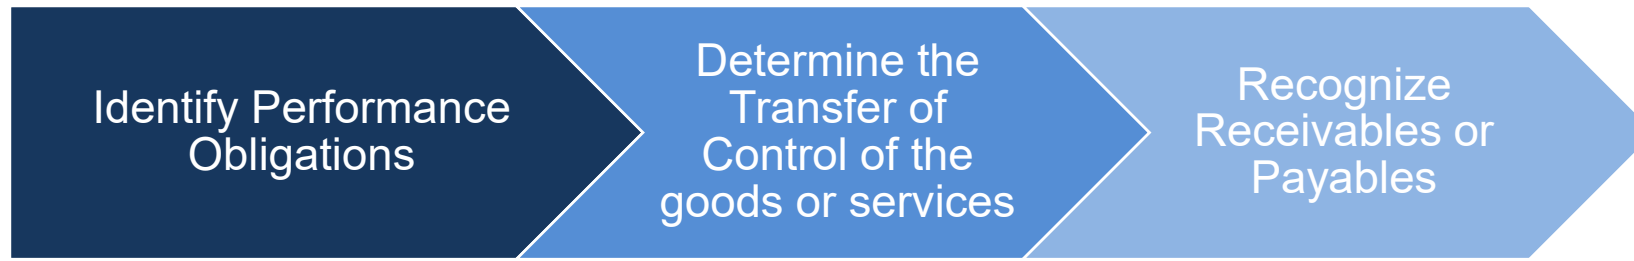 Identify Performance
Obligations
Determine the
Transfer of
Control of the
goods or services
Recognize
Receivables or
Payables